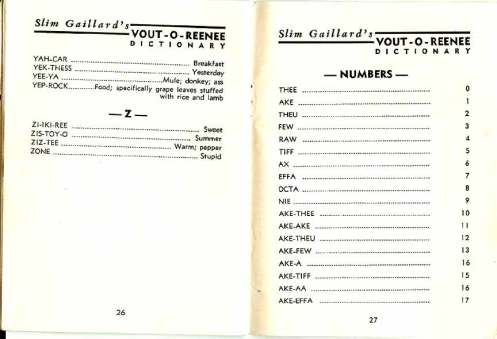 Slim Gaillard's
VOUT-O-REENEE
DICTIONARY
YAH-CAR ........ Breakfast
YEK-THESS ........ Yesterday
YEE-YA ........ Mule; donkey; ass
YEP-ROCK ........ Food; specifically grape leaves stuffed
with rice and lamb
— Z —
ZI-IKI-REE ........ Sweet
ZIS-TOY-O ........ Summer
ZIZ-TEE ........ Warm; pepper
ZONE ........ Stupid
26
Slim Gaillard's
VOUT-O-REENEE
DICTIONARY
— NUMBERS —
THEE ........ 0
AKE ........ 1
THEU ........ 2
FEW ........ 3
RAW ........ 4
TIFF ........ 5
AX ........ 6
EFFA ........ 7
OCTA ........ 8
NIE ........ 9
AKE-THEE ........ 10
AKE-AKE ........ 11
AKE-THEU ........ 12
AKE-FEW ........ 13
AKE-A ........ 16
AKE-TIFF ........ 15
AKE-AA ........ 16
AKE-EFFA ........ 17
27